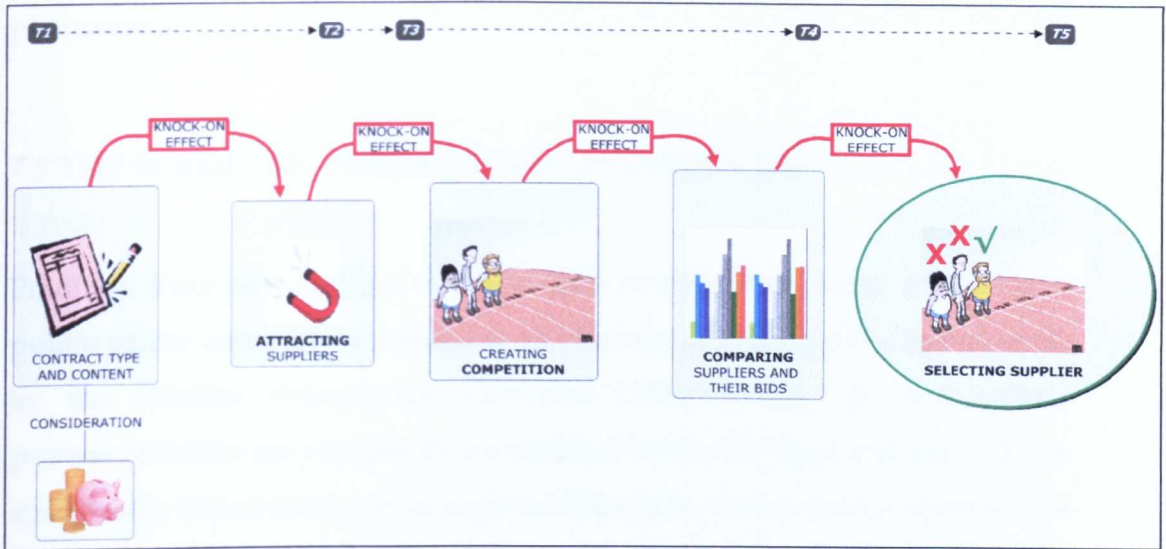 T1 T2 T3 T4 T5
KNOCK-ON
EFFECT
KNOCK-ON
EFFECT
KNOCK-ON
EFFECT
KNOCK-ON
EFFECT
CONTRACT TYPE
AND CONTENT
CONSIDERATION
ATTRACTING
SUPPLIERS
CREATING
COMPETITION
COMPARING
SUPPLIERS AND
THEIR BIDS
X X √
SELECTING SUPPLIER